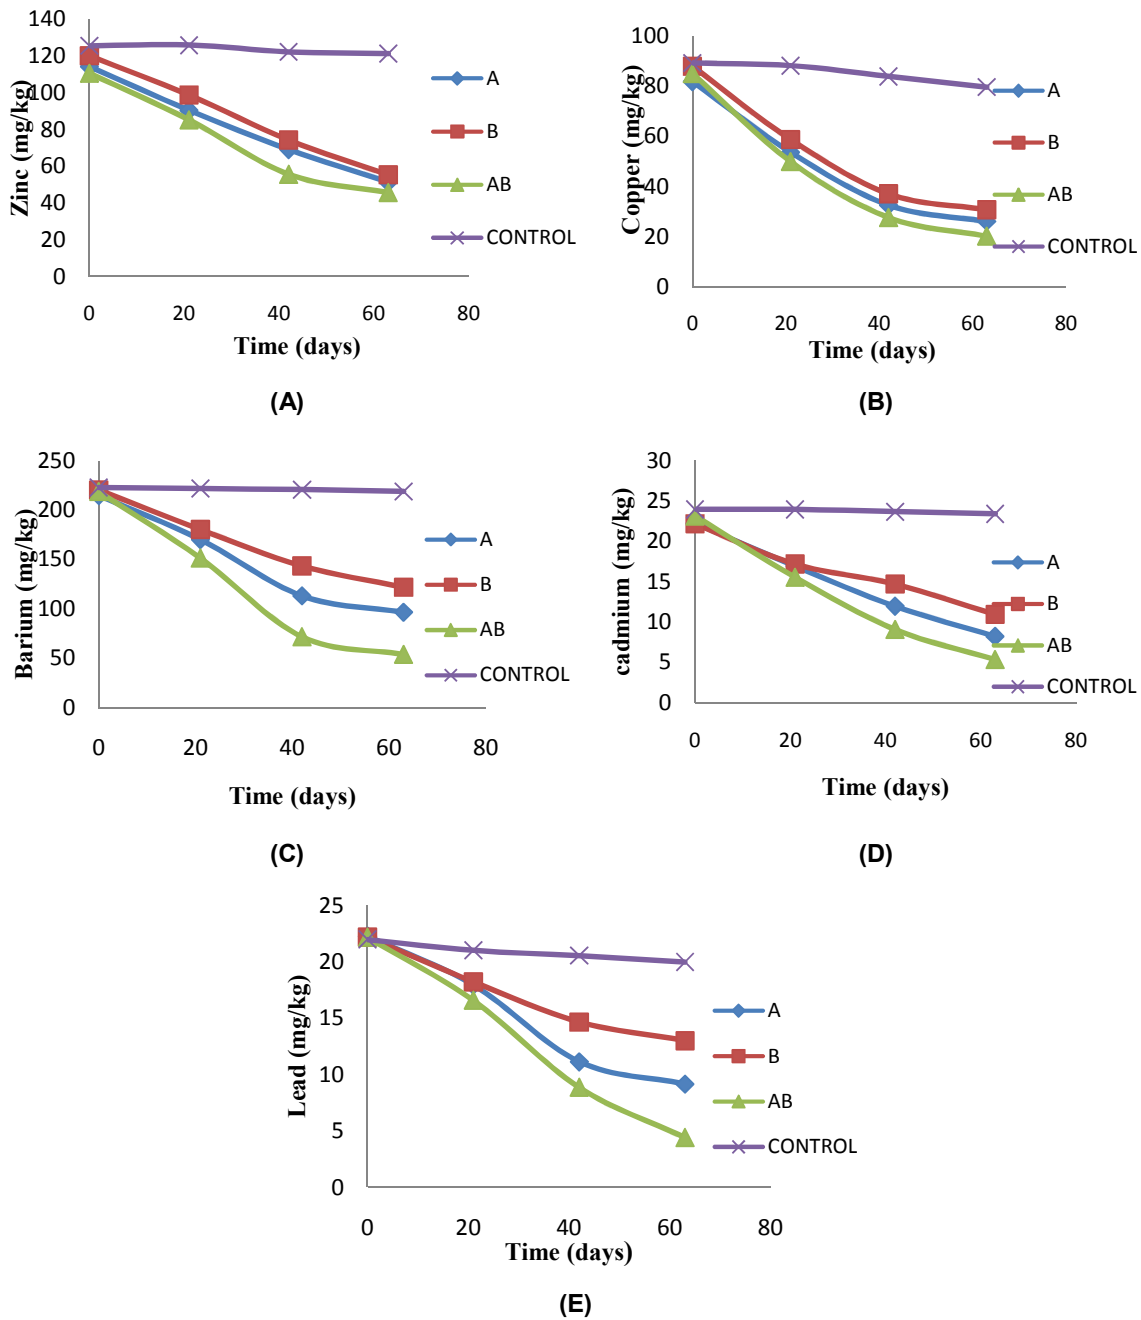 140
120
100
80
60
40
20
0
Zinc (mg/kg)
0 20 40 60 80
Time (days)
A
B
AB
CONTROL
(A)
100
80
60
40
20
0
Copper (mg/kg)
0 20 40 60 80
Time (days)
A
B
AB
CONTROL
(B)
250
200
150
100
50
0
Barium (mg/kg)
0 20 40 60 80
Time (days)
A
B
AB
CONTROL
(C)
30
25
20
15
10
5
0
cadmium (mg/kg)
0 20 40 60 80
Time (days)
A
B
AB
CONTROL
(D)
25
20
15
10
5
0
Lead (mg/kg)
0 20 40 60 80
Time (days)
A
B
AB
CONTROL
(E)